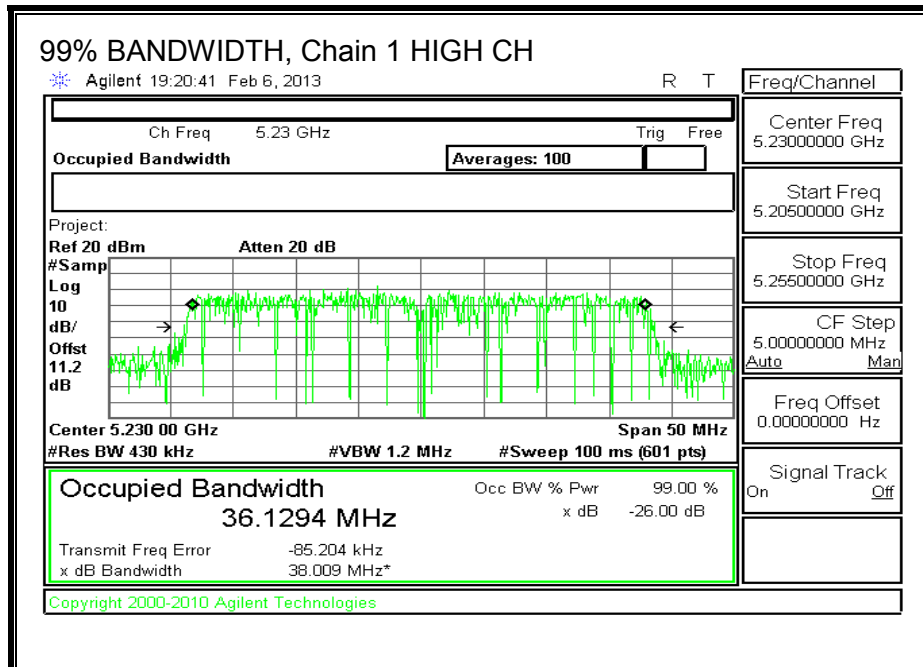 99% BANDWIDTH, Chain 1 HIGH CH
Agilent 19:20:41 Feb 6, 2013 R T
Freq/Channel
Ch Freq 5.23 GHz Trig Free
Occupied Bandwidth Averages: 100
Center Freq
5.23000000 GHz
Start Freq
5.20500000 GHz
Stop Freq
5.25500000 GHz
CF Step
5.00000000 MHz
Auto Man
Freq Offset
0.00000000 Hz
Signal Track
On Off
Project:
Ref 20 dBm Atten 20 dB
#Samp
Log
10
dB/
Offst
11.2
dB
Center 5.230 00 GHz Span 50 MHz
#Res BW 430 kHz #VBW 1.2 MHz #Sweep 100 ms (601 pts)
Occupied Bandwidth Occ BW % Pwr 99.00 %
36.1294 MHz x dB -26.00 dB
Transmit Freq Error -85.204 kHz
x dB Bandwidth 38.009 MHz*
Copyright 2000-2010 Agilent Technologies